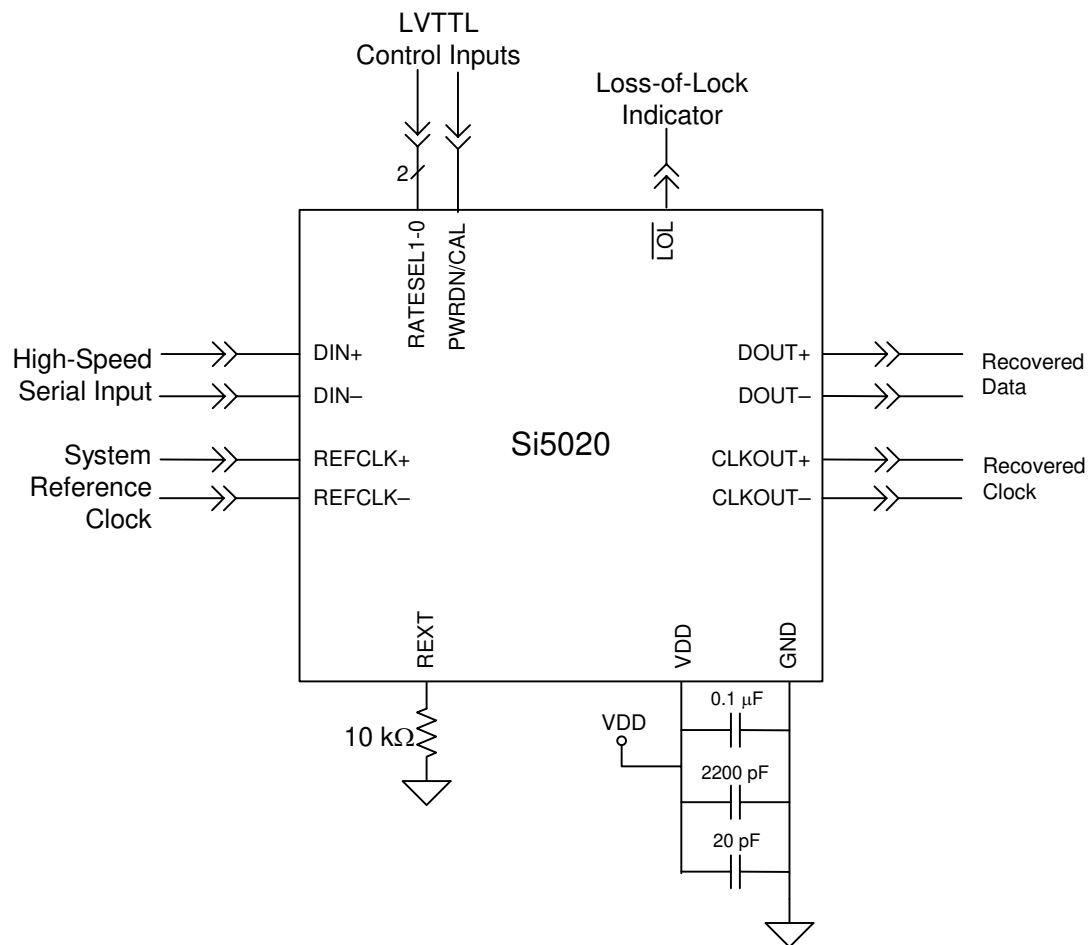 LVTTL
Control Inputs
Loss-of-Lock
Indicator
2
RATESEL1-0
PWRDN/CAL
LOL
High-Speed
Serial Input
DIN+
DIN–
System
Reference
Clock
REFCLK+
REFCLK–
Si5020
DOUT+
DOUT–
Recovered
Data
CLKOUT+
CLKOUT–
Recovered
Clock
REXT
VDD
GND
10 kΩ
VDD
0.1 μF
2200 pF
20 pF